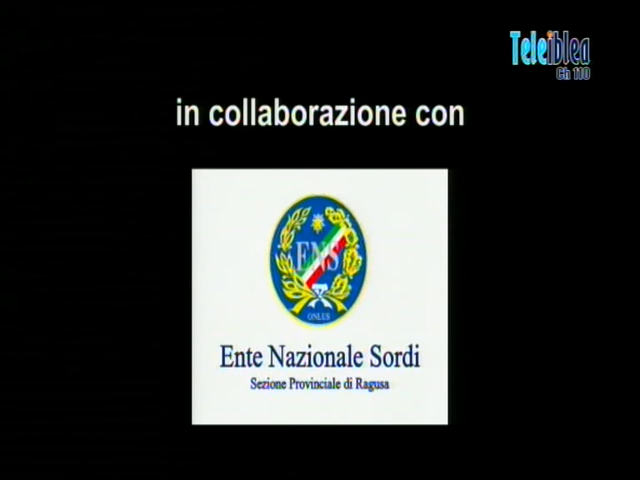 Teleiblea
Ch 110
in collaborazione con
ENS
ONLUS
Ente Nazionale Sordi
Sezione Provinciale di Ragusa